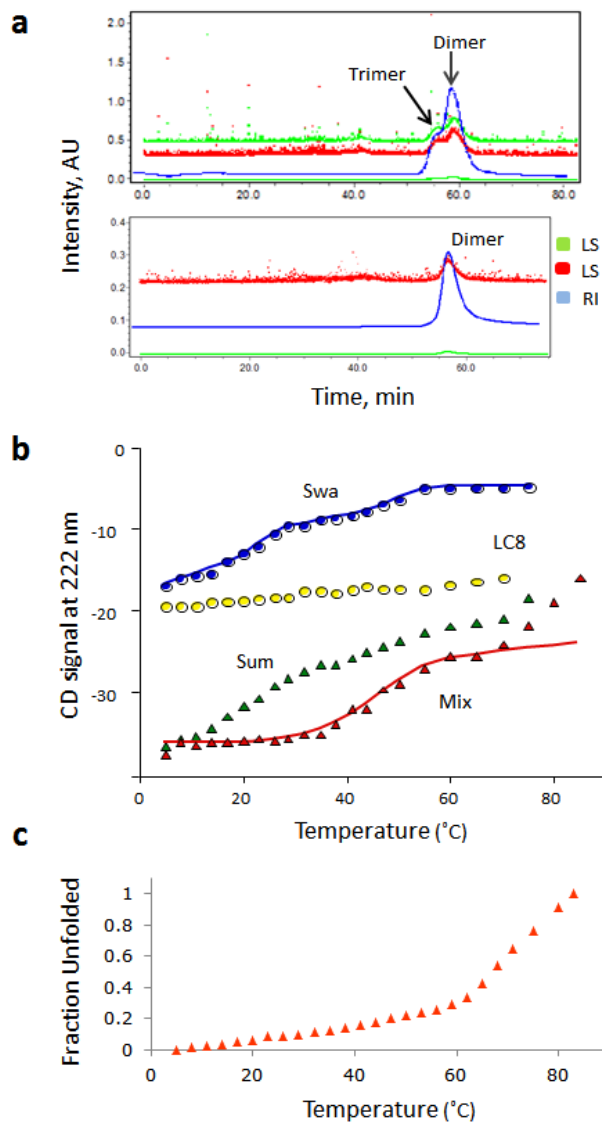 a
Dimer
Trimer
2.0
1.5
1.0
0.5
0.0
0.0 20.0 40.0 60.0 80.0
Intensity, AU
0.4
0.3
0.2
0.1
0.0
Dimer
LS
LS
RI
0.0 20.0 40.0 60.0
Time, min
b
0
-10
-20
-30
CD signal at 222 nm
Swa
LC8
Sum
Mix
0 20 40 60 80
Temperature (˚C)
c
1
0.8
0.6
0.4
0.2
0
Fraction Unfolded
0 20 40 60 80
Temperature (˚C)